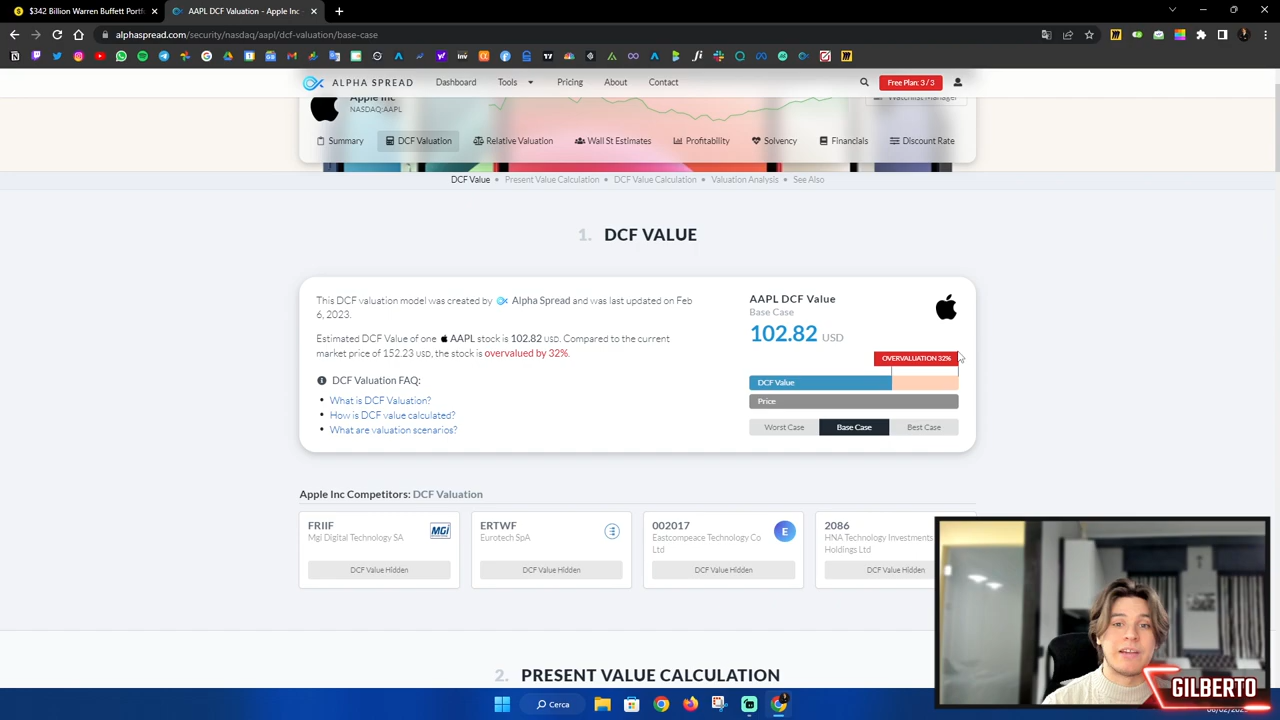 $342 Billion Warren Buffett Portf
AAPL DCF Valuation - Apple Inc
alphaspread.com/security/nasdaq/aapl/dcf-valuation/base-case
ALPHA SPREAD
Dashboard
Tools
Pricing
About
Contact
Free Plan: 3 / 3
Apple Inc
NASDAQ:AAPL
Watchlist Manager
Summary
DCF Valuation
Relative Valuation
Wall St Estimates
Profitability
Solvency
Financials
Discount Rate
DCF Value • Present Value Calculation • DCF Value Calculation • Valuation Analysis • See Also
1. DCF VALUE
This DCF valuation model was created by Alpha Spread and was last updated on Feb
6, 2023.
Estimated DCF Value of one AAPL stock is 102.82 USD. Compared to the current
market price of 152.23 USD, the stock is overvalued by 32%.
DCF Valuation FAQ:
• What is DCF Valuation?
• How is DCF value calculated?
• What are valuation scenarios?
AAPL DCF Value
Base Case
102.82 USD
OVERVALUATION 32%
DCF Value
Price
Worst Case
Base Case
Best Case
Apple Inc Competitors: DCF Valuation
FRIIF
MGI
Mgi Digital Technology SA
DCF Value Hidden
ERTWF
Eurotech SpA
DCF Value Hidden
002017
E
Eastcompeace Technology Co
Ltd
DCF Value Hidden
2086
HNA Technology Investments
Holdings Ltd
DCF Value Hidden
2. PRESENT VALUE CALCULATION
GILBERTO
Cerca